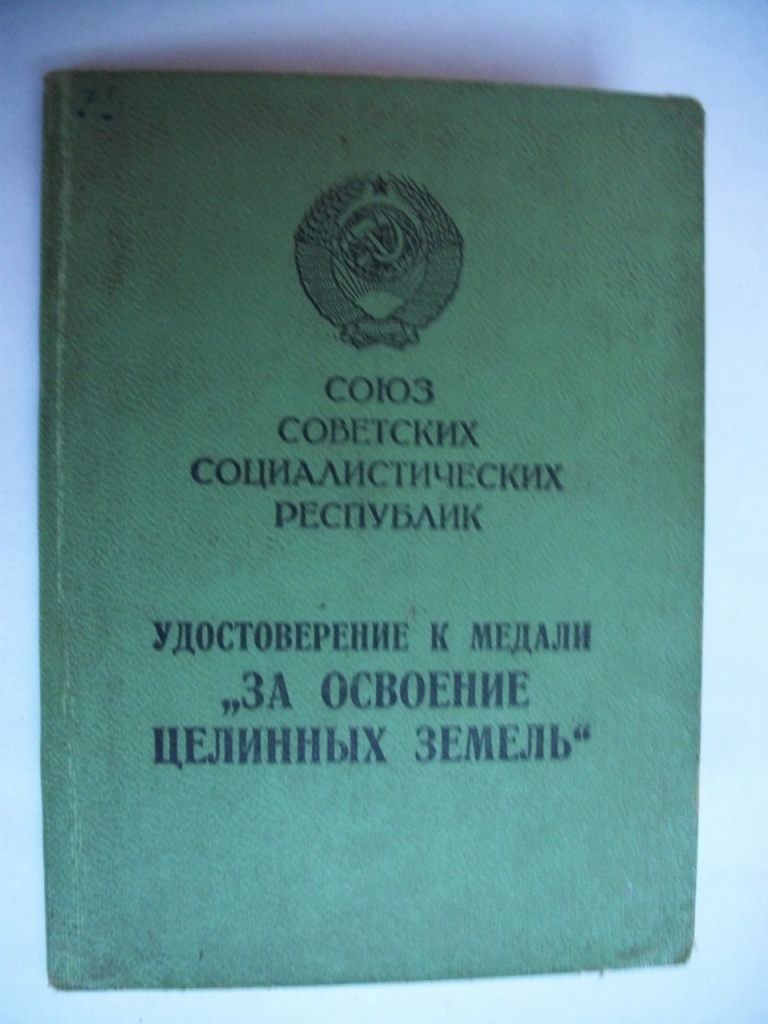 СОЮЗ
СОВЕТСКИХ
СОЦИАЛИСТИЧЕСКИХ
РЕСПУБЛИК
УДОСТОВЕРЕНИЕ К МЕДАЛИ
„ЗА ОСВОЕНИЕ
ЦЕЛИННЫХ ЗЕМЕЛЬ“